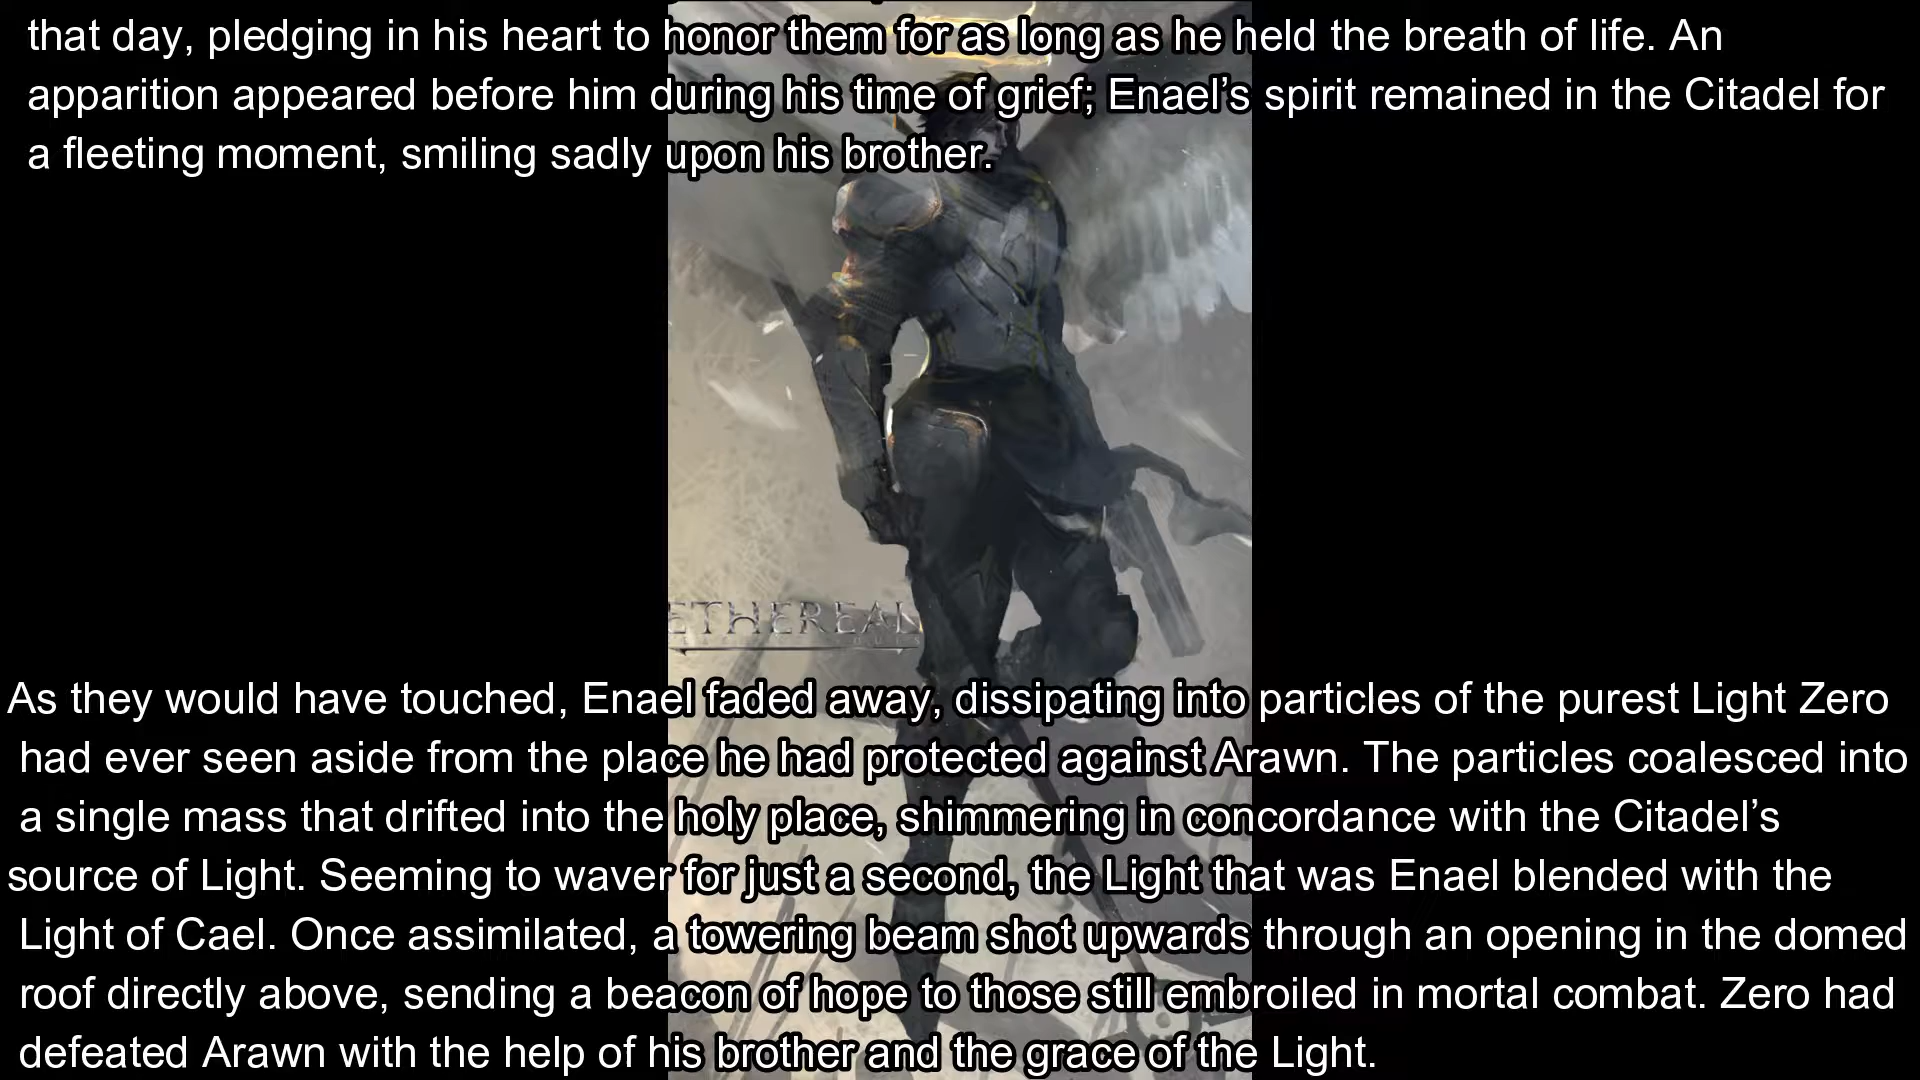 that day, pledging in his heart to honor them for as long as he held the breath of life. An
apparition appeared before him during his time of grief; Enael’s spirit remained in the Citadel for
a fleeting moment, smiling sadly upon his brother.
ETHEREAL
As they would have touched, Enael faded away, dissipating into particles of the purest Light Zero
had ever seen aside from the place he had protected against Arawn. The particles coalesced into
a single mass that drifted into the holy place, shimmering in concordance with the Citadel’s
source of Light. Seeming to waver for just a second, the Light that was Enael blended with the
Light of Cael. Once assimilated, a towering beam shot upwards through an opening in the domed
roof directly above, sending a beacon of hope to those still embroiled in mortal combat. Zero had
defeated Arawn with the help of his brother and the grace of the Light.